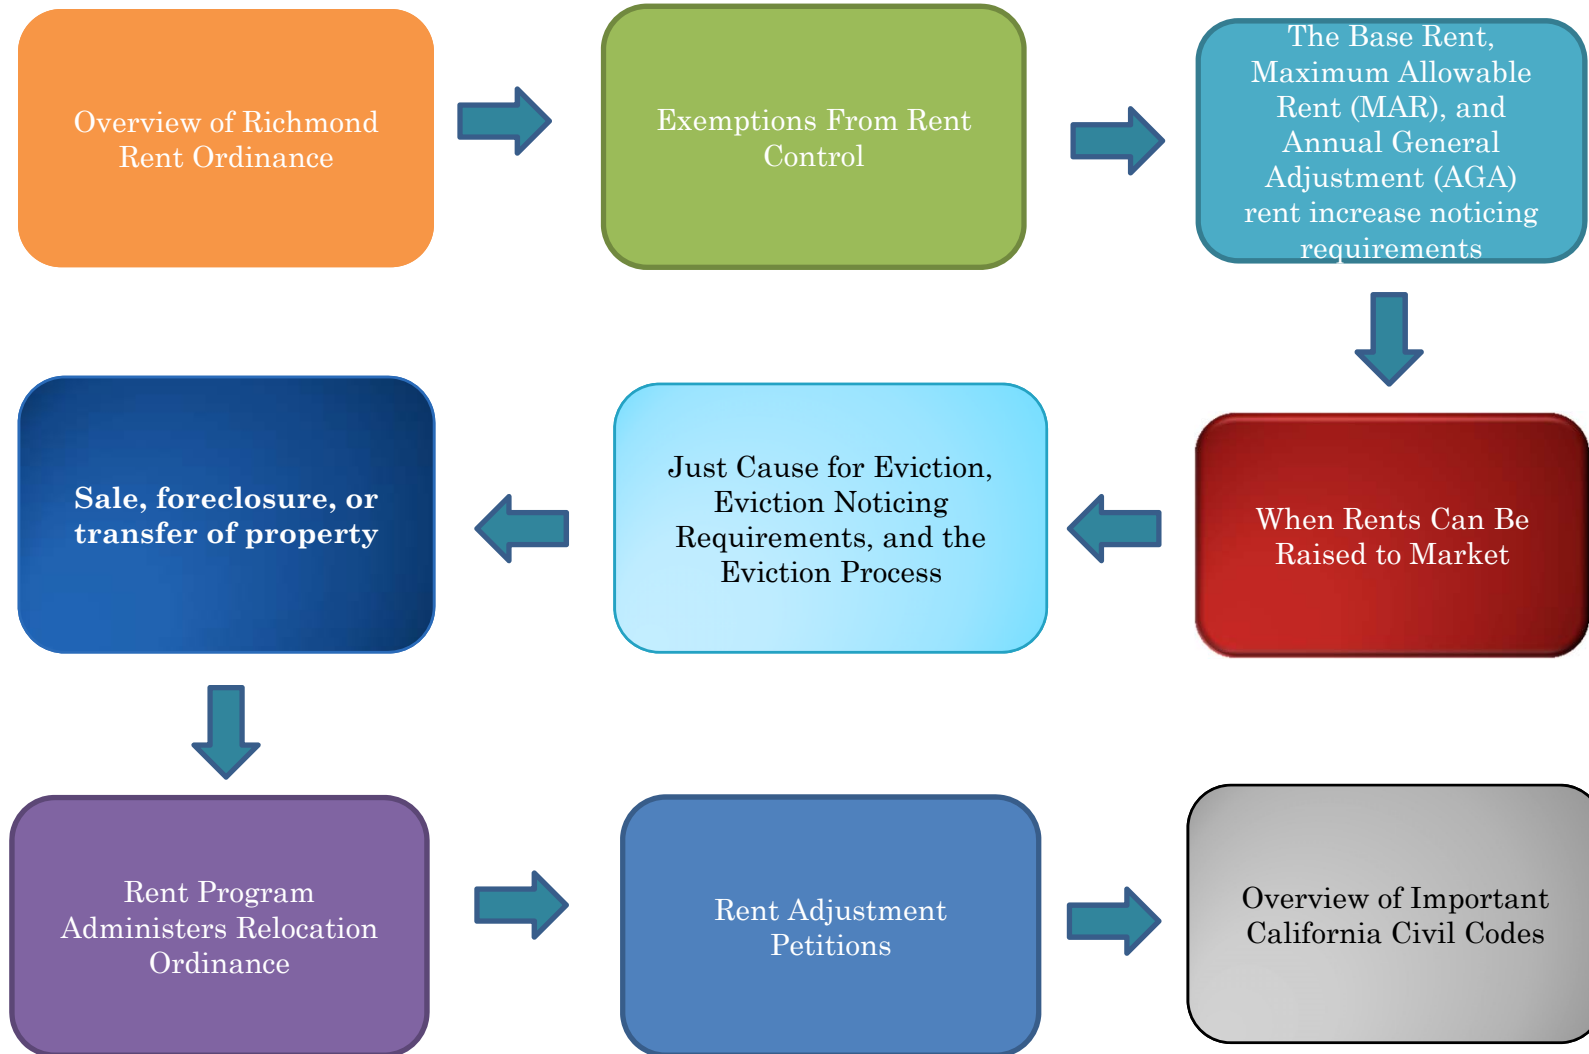 Overview of Richmond
Rent Ordinance
Exemptions From Rent
Control
The Base Rent,
Maximum Allowable
Rent (MAR), and
Annual General
Adjustment (AGA)
rent increase noticing
requirements
When Rents Can Be
Raised to Market
Just Cause for Eviction,
Eviction Noticing
Requirements, and the
Eviction Process
Sale, foreclosure, or
transfer of property
Rent Program
Administers Relocation
Ordinance
Rent Adjustment
Petitions
Overview of Important
California Civil Codes